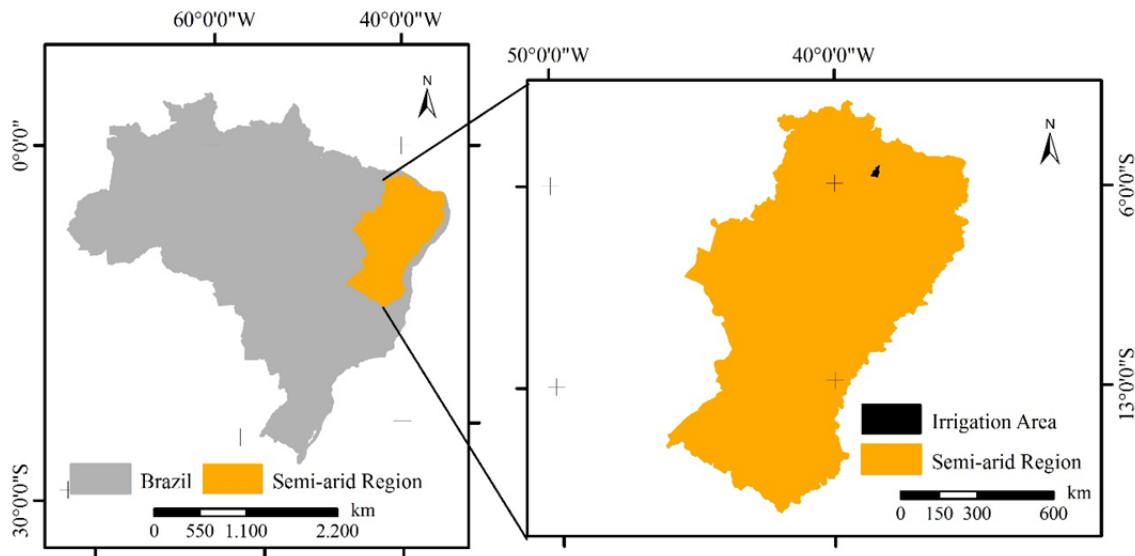 60°0'0"W
40°0'0"W
N
0°0'0"
30°0'0"S
Brazil
Semi-arid Region
km
0
550
1.100
2.200
50°0'0"W
40°0'0"W
N
6°0'0"S
13°0'0"S
Irrigation Area
Semi-arid Region
km
0
150
300
600